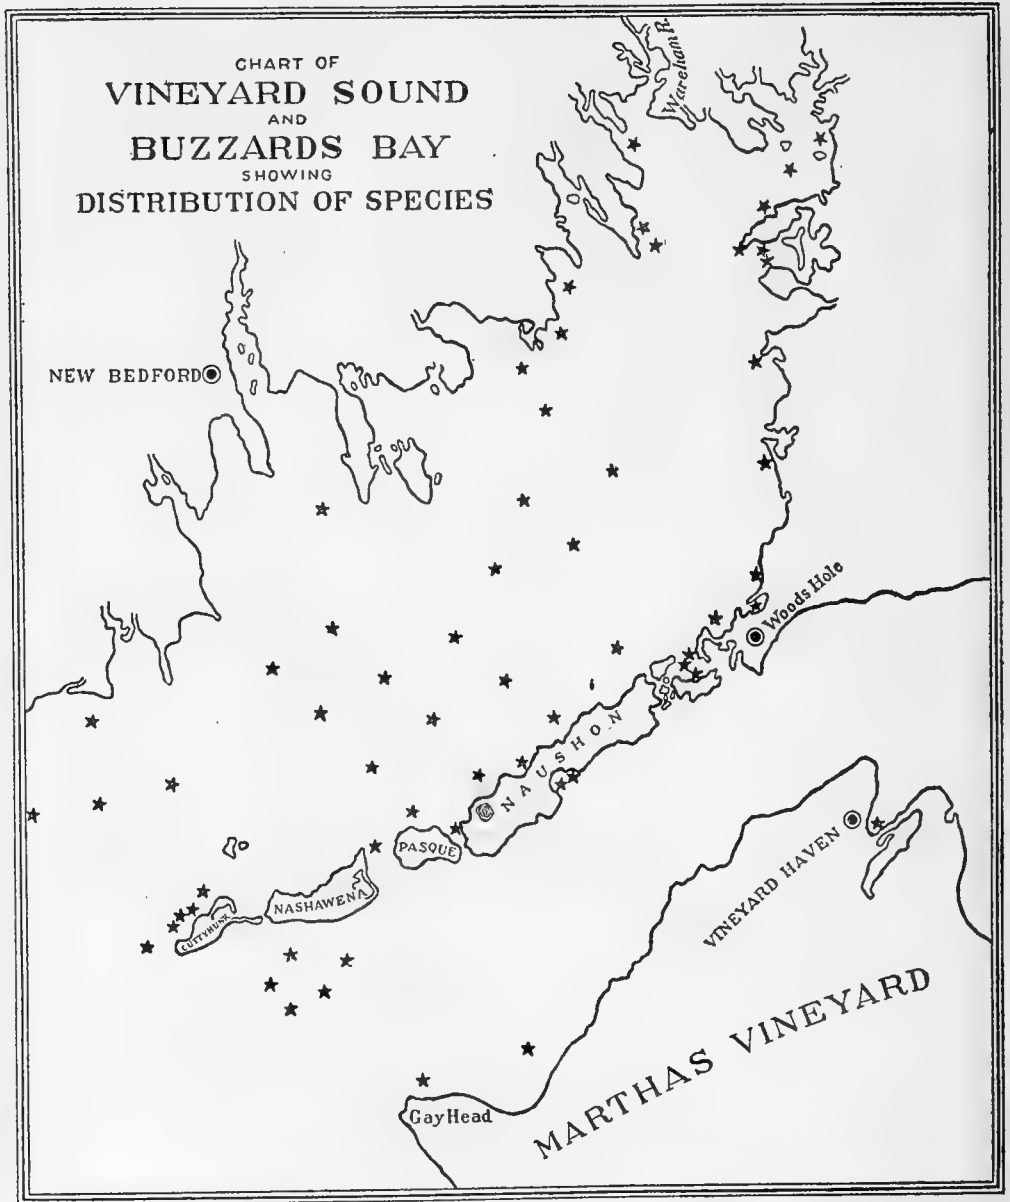 CHART OF
VINEYARD SOUND
AND
BUZZARDS BAY
SHOWING
DISTRIBUTION OF SPECIES
Wareham R.
NEW BEDFORD
Woods Hole
NAUSHON
PASQUE
NASHAWENA
CUTTYHUNK
VINEYARD HAVEN
MARTHAS VINEYARD
Gay Head